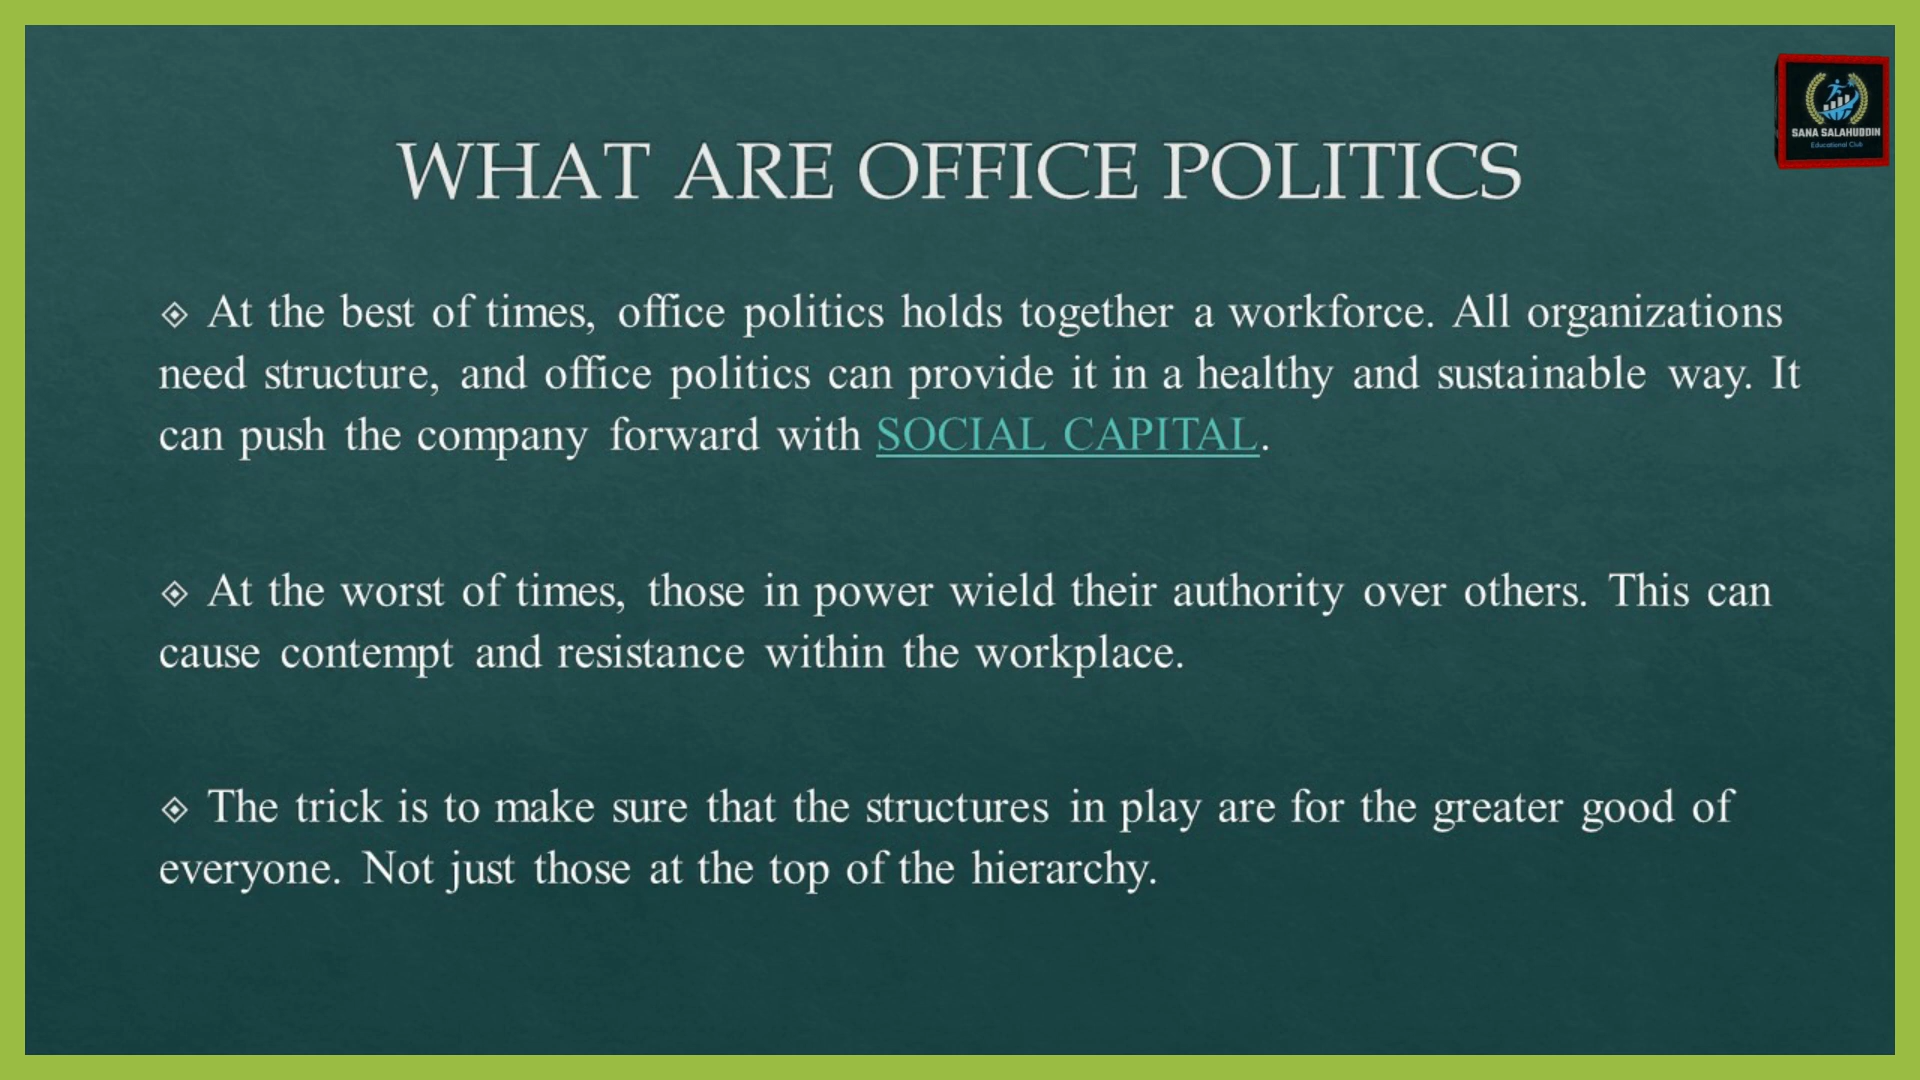 SANA SALAHUDDIN
Educational Club
WHAT ARE OFFICE POLITICS
At the best of times, office politics holds together a workforce. All organizations
need structure, and office politics can provide it in a healthy and sustainable way. It
can push the company forward with SOCIAL CAPITAL.
At the worst of times, those in power wield their authority over others. This can
cause contempt and resistance within the workplace.
The trick is to make sure that the structures in play are for the greater good of
everyone. Not just those at the top of the hierarchy.